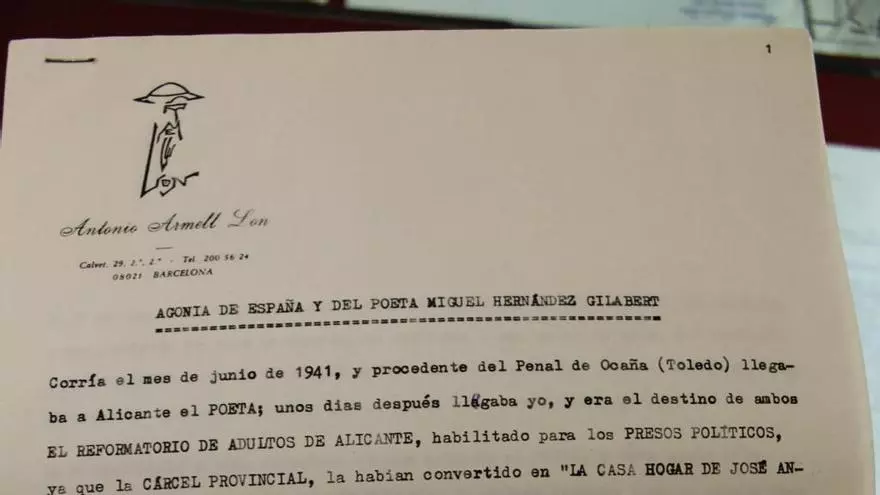 1
Antonio Armell Lon
Calvet, 29, 2.º, 2.ª - Tel. 200 56 24
08021 BARCELONA
AGONIA DE ESPAÑA Y DEL POETA MIGUEL HERNÁNDEZ GILABERT
Corría el mes de junio de 1941, y procedente del Penal de Ocaña (Toledo) llega-
ba a Alicante el POETA; unos dias después llegaba yo, y era el destino de ambos
EL REFORMATORIO DE ADULTOS DE ALICANTE, habilitado para los PRESOS POLÍTICOS,
ya que la CÁRCEL PROVINCIAL, la habian convertido en "LA CASA HOGAR DE JOSÉ AN-